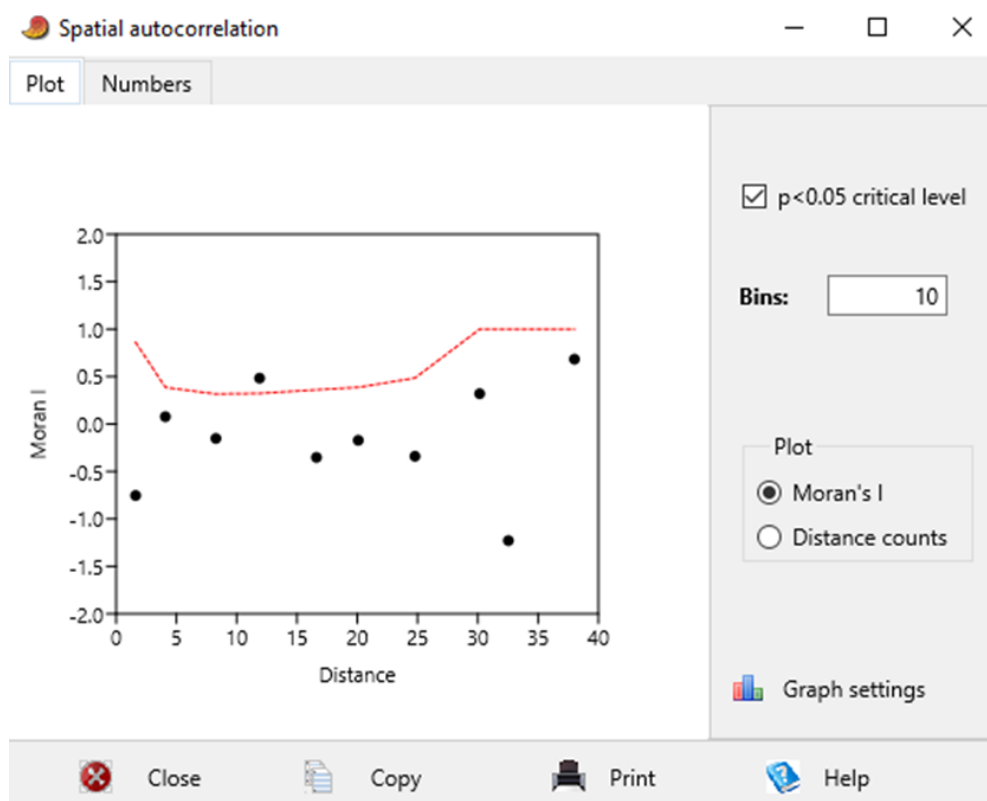 Spatial autocorrelation
Plot Numbers
p<0.05 critical level
Bins: 10
2.0
1.5
1.0
0.5
0.0
-0.5
-1.0
-1.5
-2.0
Moran I
0 5 10 15 20 25 30 35 40
Distance
Plot
Moran's I
Distance counts
Graph settings
Close Copy Print Help